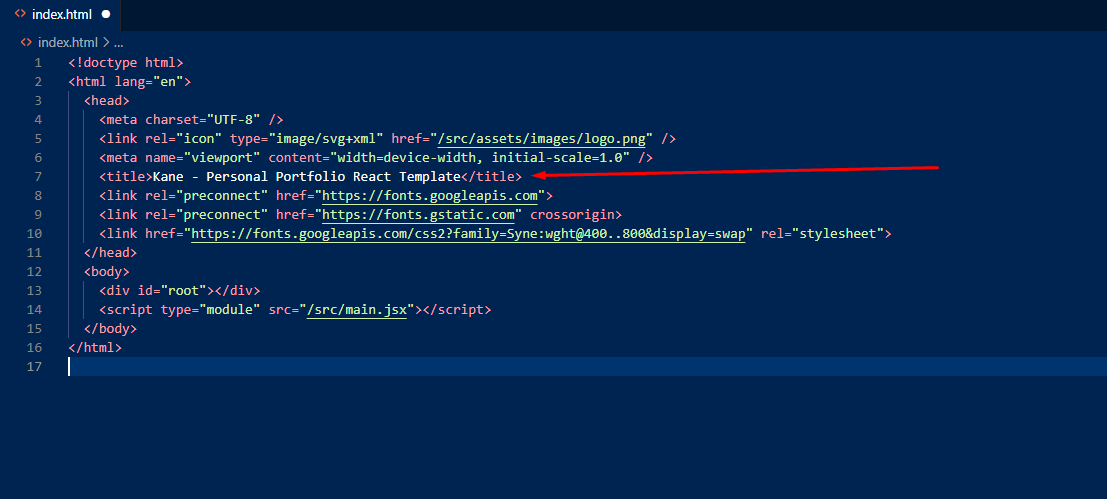 index.html
index.html > ...
1 <!doctype html>
2 <html lang="en">
3 <head>
4 <meta charset="UTF-8" />
5 <link rel="icon" type="image/svg+xml" href="/src/assets/images/logo.png" />
6 <meta name="viewport" content="width=device-width, initial-scale=1.0" />
7 <title>Kane - Personal Portfolio React Template</title>
8 <link rel="preconnect" href="https://fonts.googleapis.com">
9 <link rel="preconnect" href="https://fonts.gstatic.com" crossorigin>
10 <link href="https://fonts.googleapis.com/css2?family=Syne:wght@400..800&display=swap" rel="stylesheet">
11 </head>
12 <body>
13 <div id="root"></div>
14 <script type="module" src="/src/main.jsx"></script>
15 </body>
16 </html>
17